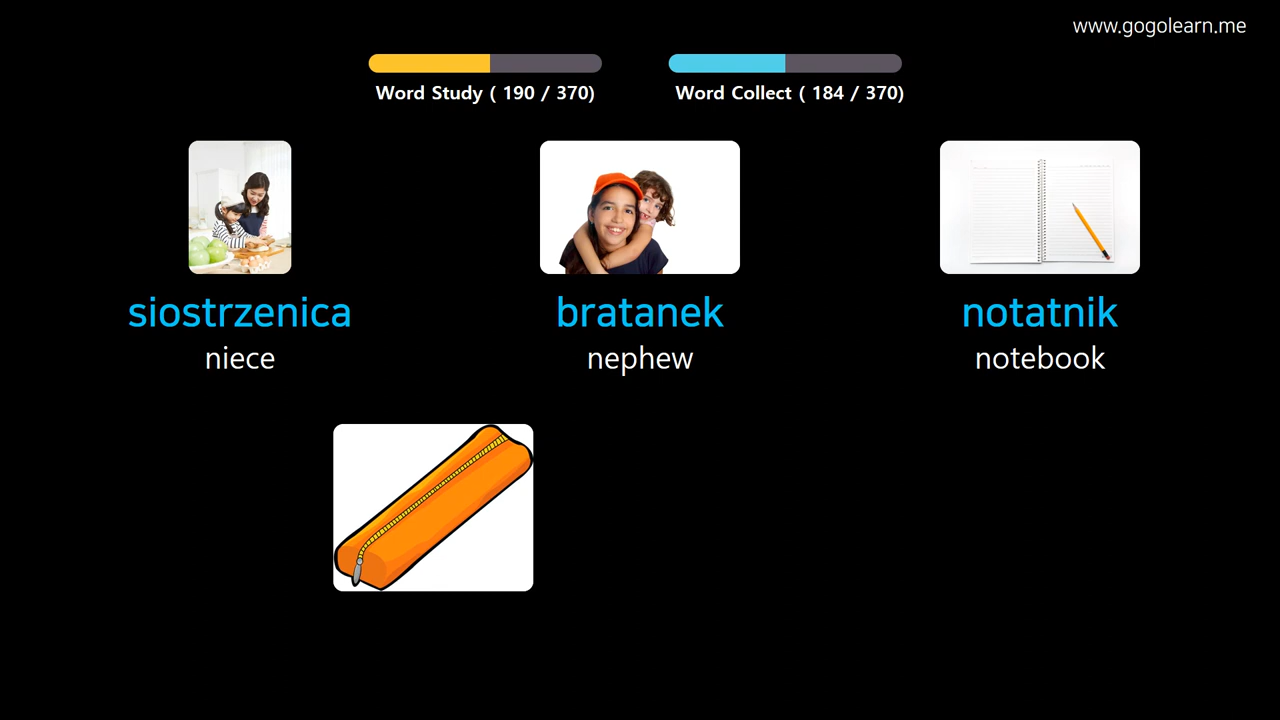 www.gogolearn.me
Word Study ( 190 / 370)
Word Collect ( 184 / 370)
siostrzenica
niece
bratanek
nephew
notatnik
notebook